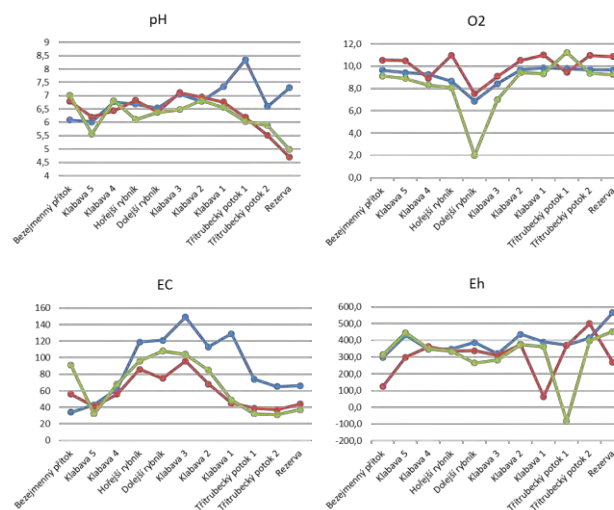 pH
9
8,5
8
7,5
7
6,5
6
5,5
5
4,5
4
Bezejmenný přítok
Klabava 5
Klabava 4
Hořejší rybník
Dolejší rybník
Klabava 3
Klabava 2
Klabava 1
Třítrubecký potok 1
Třítrubecký potok 2
Rezerva
O2
12,0
10,0
8,0
6,0
4,0
2,0
0,0
Bezejmenný přítok
Klabava 5
Klabava 4
Hořejší rybník
Dolejší rybník
Klabava 3
Klabava 2
Klabava 1
Třítrubecký potok 1
Třítrubecký potok 2
Rezerva
EC
160
140
120
100
80
60
40
20
0
Bezejmenný přítok
Klabava 5
Klabava 4
Hořejší rybník
Dolejší rybník
Klabava 3
Klabava 2
Klabava 1
Třítrubecký potok 1
Třítrubecký potok 2
Rezerva
Eh
600,0
500,0
400,0
300,0
200,0
100,0
0,0
-100,0
-200,0
Bezejmenný přítok
Klabava 5
Klabava 4
Hořejší rybník
Dolejší rybník
Klabava 3
Klabava 2
Klabava 1
Třítrubecký potok 1
Třítrubecký potok 2
Rezerva